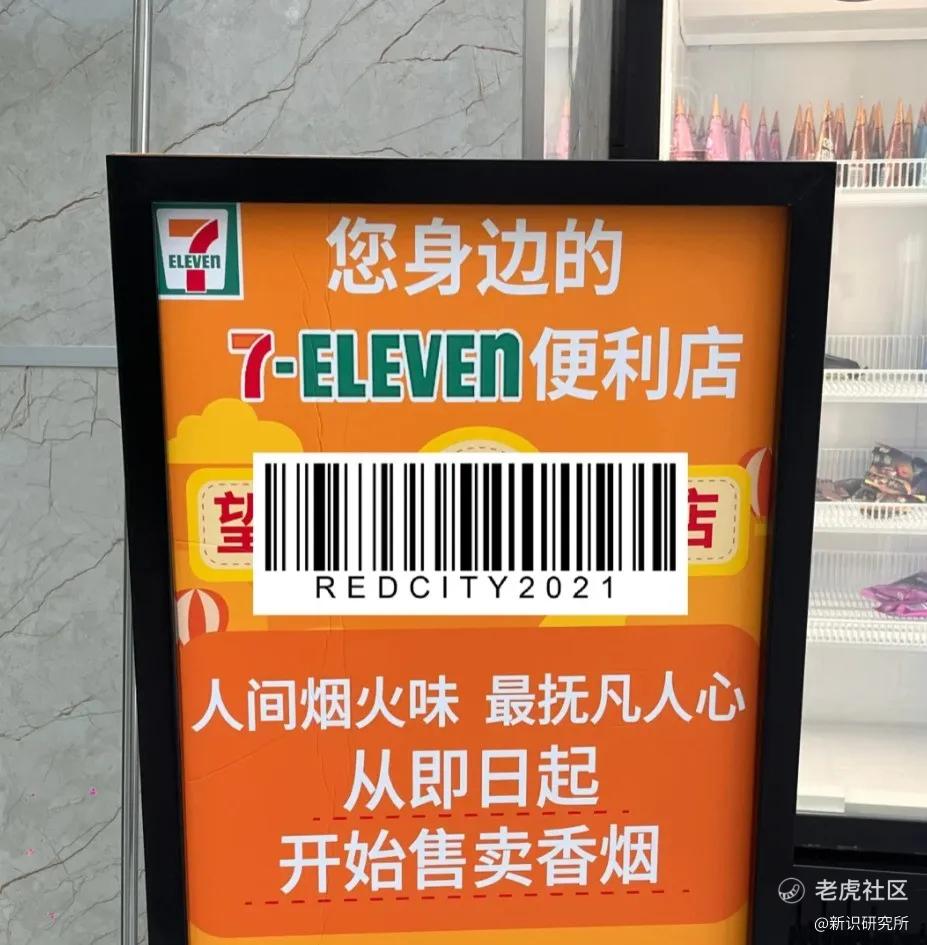 7
ELEVEN
您身边的
7-ELEVEn便利店
望
店
REDCITY2021
人间烟火味 最抚凡人心
从即日起
开始售卖香烟
老虎社区
@新识研究所